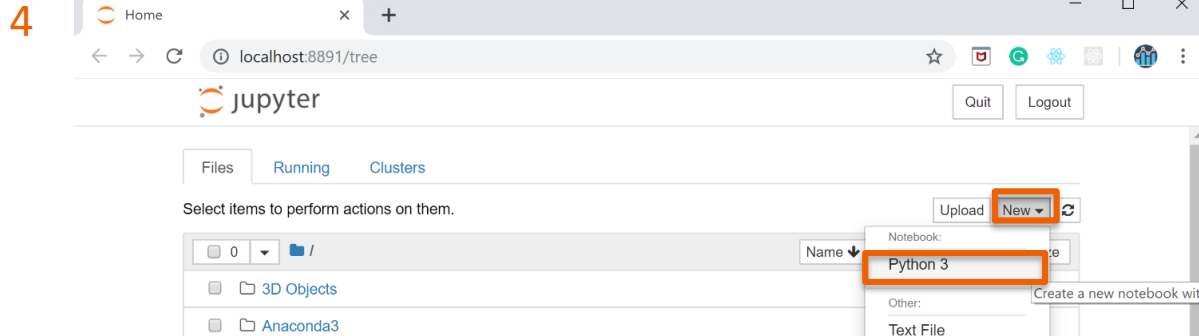 4
Home
localhost:8891/tree
jupyter
Quit Logout
Files Running Clusters
Select items to perform actions on them.
Upload New
0 / Name
Notebook:
Python 3
3D Objects
Create a new notebook
Other:
Anaconda3
Text File